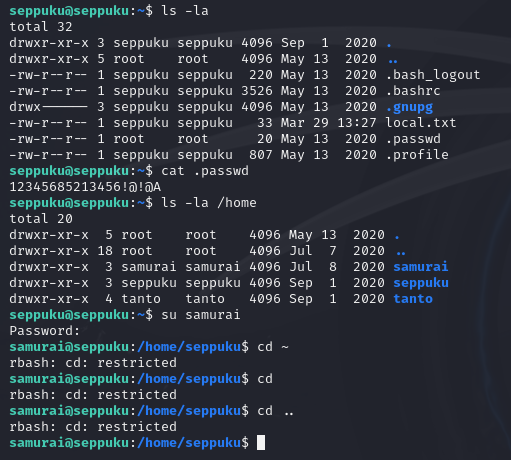 seppuku@seppuku:~$ ls -la
total 32
drwxr-xr-x 3 seppuku seppuku 4096 Sep  1  2020 .
drwxr-xr-x 5 root    root    4096 May 13  2020 ..
-rw-r--r-- 1 seppuku seppuku  220 May 13  2020 .bash_logout
-rw-r--r-- 1 seppuku seppuku 3526 May 13  2020 .bashrc
drwx------ 3 seppuku seppuku 4096 May 13  2020 .gnupg
-rw-r--r-- 1 seppuku seppuku   33 Mar 29 13:27 local.txt
-rw-r--r-- 1 root    root      20 May 13  2020 .passwd
-rw-r--r-- 1 seppuku seppuku  807 May 13  2020 .profile
seppuku@seppuku:~$ cat .passwd
12345685213456!@!@A
seppuku@seppuku:~$ ls -la /home
total 20
drwxr-xr-x  5 root    root    4096 May 13  2020 .
drwxr-xr-x 18 root    root    4096 Jul  7  2020 ..
drwxr-xr-x  3 samurai samurai 4096 Jul  8  2020 samurai
drwxr-xr-x  3 seppuku seppuku 4096 Sep  1  2020 seppuku
drwxr-xr-x  4 tanto   tanto   4096 Sep  1  2020 tanto
seppuku@seppuku:~$ su samurai
Password:
samurai@seppuku:/home/seppuku$ cd ~
rbash: cd: restricted
samurai@seppuku:/home/seppuku$ cd
rbash: cd: restricted
samurai@seppuku:/home/seppuku$ cd ..
rbash: cd: restricted
samurai@seppuku:/home/seppuku$